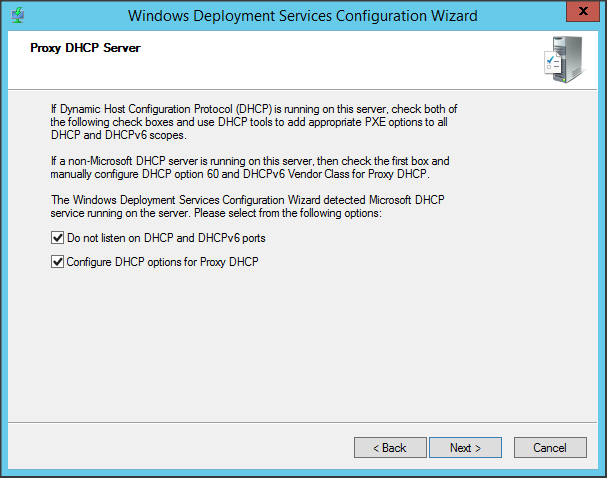 Windows Deployment Services Configuration Wizard
x
Proxy DHCP Server
If Dynamic Host Configuration Protocol (DHCP) is running on this server, check both of
the following check boxes and use DHCP tools to add appropriate PXE options to all
DHCP and DHCPv6 scopes.
If a non-Microsoft DHCP server is running on this server, then check the first box and
manually configure DHCP option 60 and DHCPv6 Vendor Class for Proxy DHCP.
The Windows Deployment Services Configuration Wizard detected Microsoft DHCP
service running on the server. Please select from the following options:
Do not listen on DHCP and DHCPv6 ports
Configure DHCP options for Proxy DHCP
< Back Next > Cancel